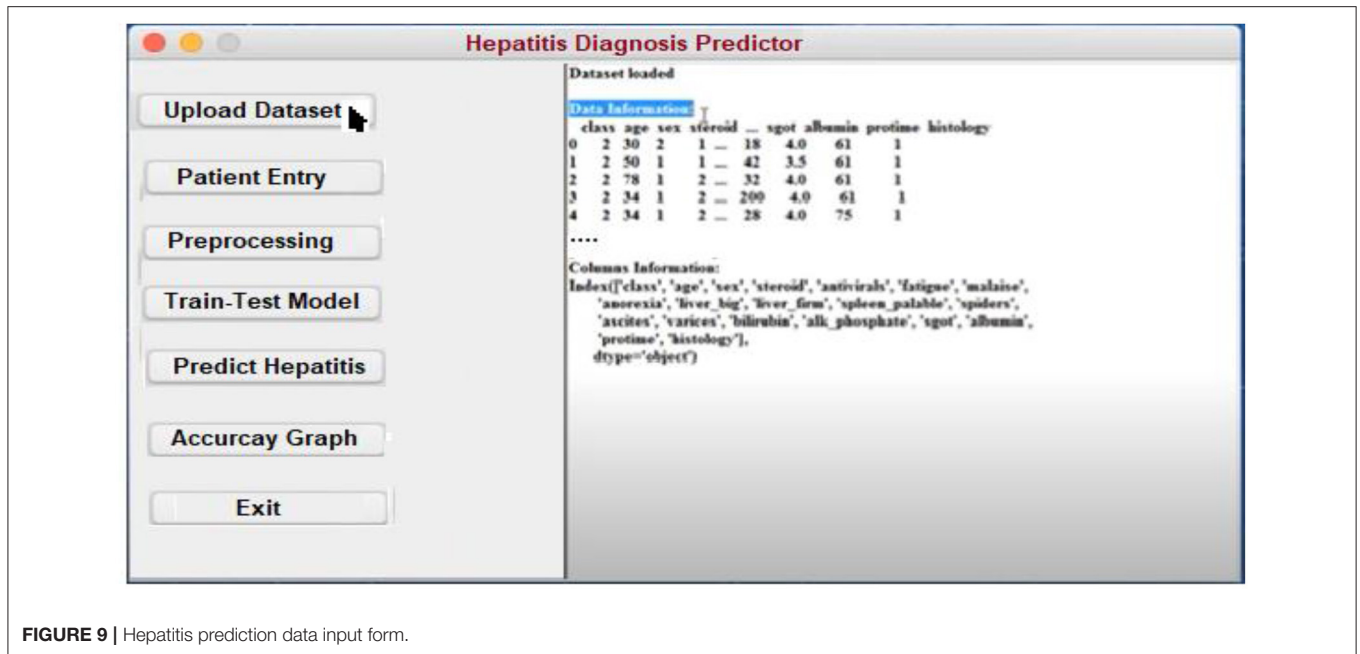 Hepatitis Diagnosis Predictor
Upload Dataset
Patient Entry
Preprocessing
Train-Test Model
Predict Hepatitis
Accurcay Graph
Exit
Dataset loaded
Data Information:
class age sex steroid ... sgot albumin protime histology
0 2 30 2 1 ... 18 4.0 61 1
1 2 50 1 1 ... 42 3.5 61 1
2 2 78 1 2 ... 32 4.0 61 1
3 2 34 1 2 ... 200 4.0 61 1
4 2 34 1 2 ... 28 4.0 75 1
....
Columns Information:
Index(['class', 'age', 'sex', 'steroid', 'antivirals', 'fatigue', 'malaise',
'anorexia', 'liver_big', 'liver_firm', 'spleen_palable', 'spiders',
'ascites', 'varices', 'bilirubin', 'alk_phosphate', 'sgot', 'albumin',
'protime', 'histology'],
dtype='object')
FIGURE 9 | Hepatitis prediction data input form.